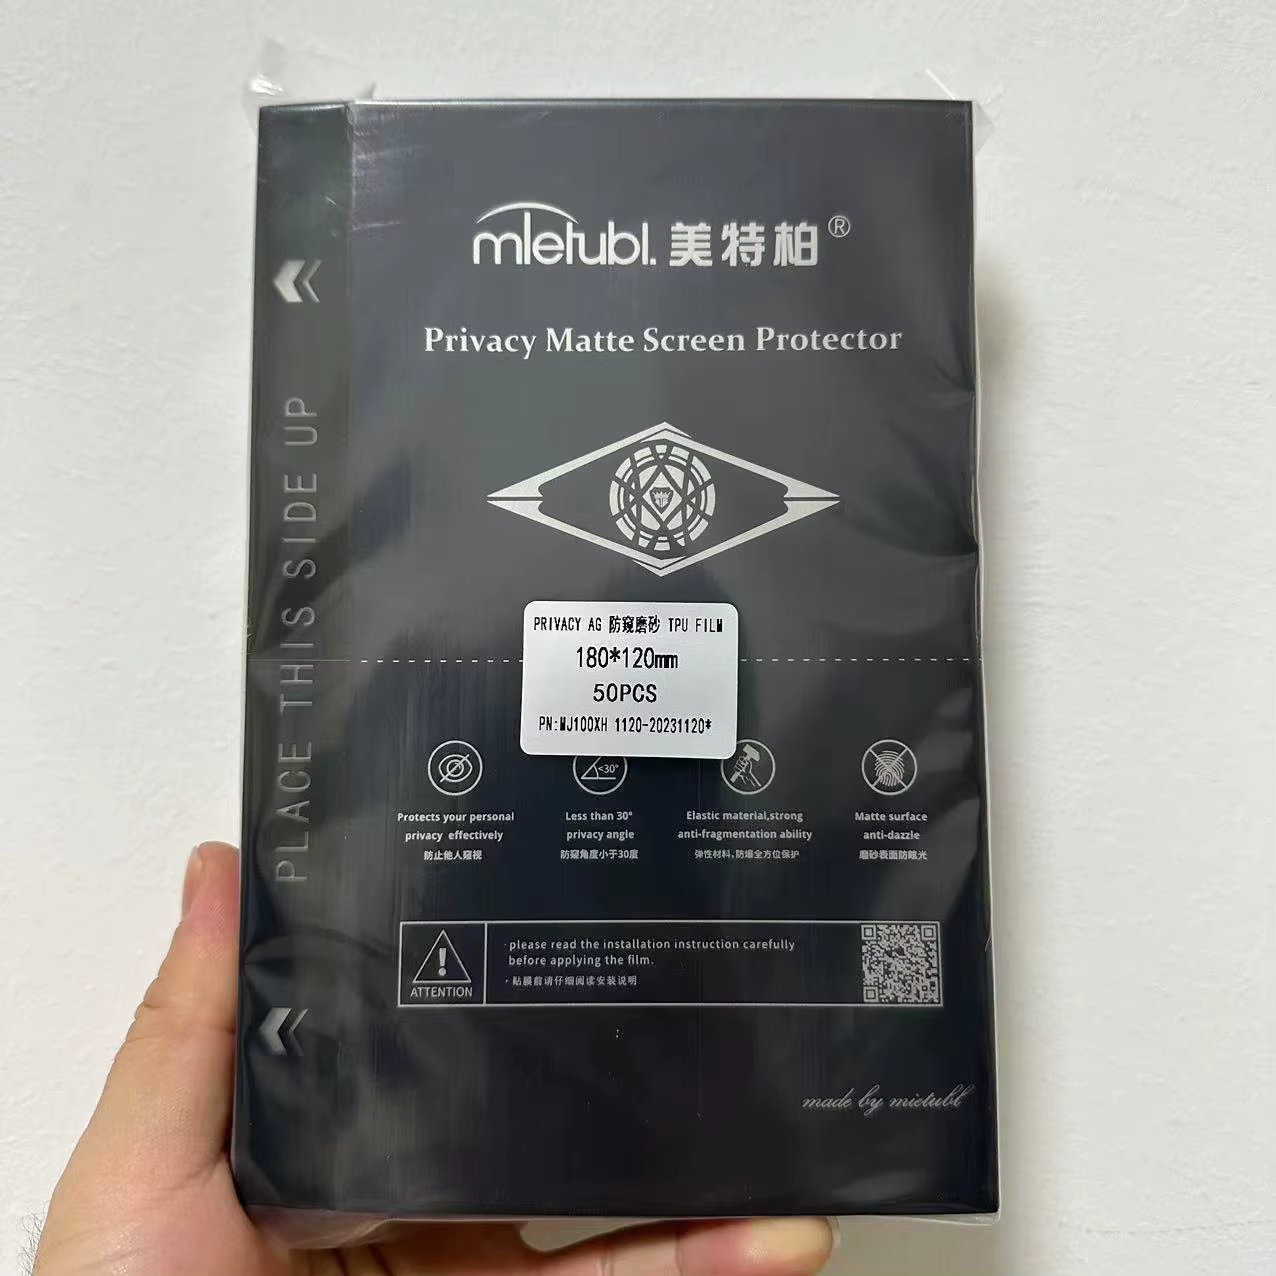 mietubl. 美特柏®
Privacy Matte Screen Protector
PLACE THIS SIDE UP
PRIVACY AG 防窥磨砂 TPU FILM
180*120mm
50PCS
PN:MJ100XH 1120-20231120*
<30°
Protects your personal
privacy effectively
防止他人窥视
Less than 30°
privacy angle
防窥角度小于30度
Elastic material,strong
anti-fragmentation ability
弹性材料,防爆全方位保护
Matte surface
anti-dazzle
磨砂表面防眩光
ATTENTION
·please read the installation instruction carefully
before applying the film.
·贴膜前请仔细阅读安装说明
made by mietubl